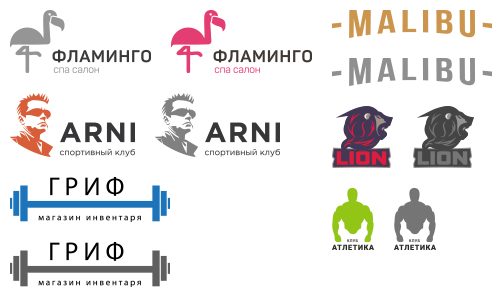 ФЛАМИНГО
спа салон
ФЛАМИНГО
спа салон
-MALIBU-
-MALIBU-
ARNI
спортивный клуб
ARNI
спортивный клуб
LION
LION
ГРИФ
магазин инвентаря
КЛУБ
АТЛЕТИКА
КЛУБ
АТЛЕТИКА
ГРИФ
магазин инвентаря